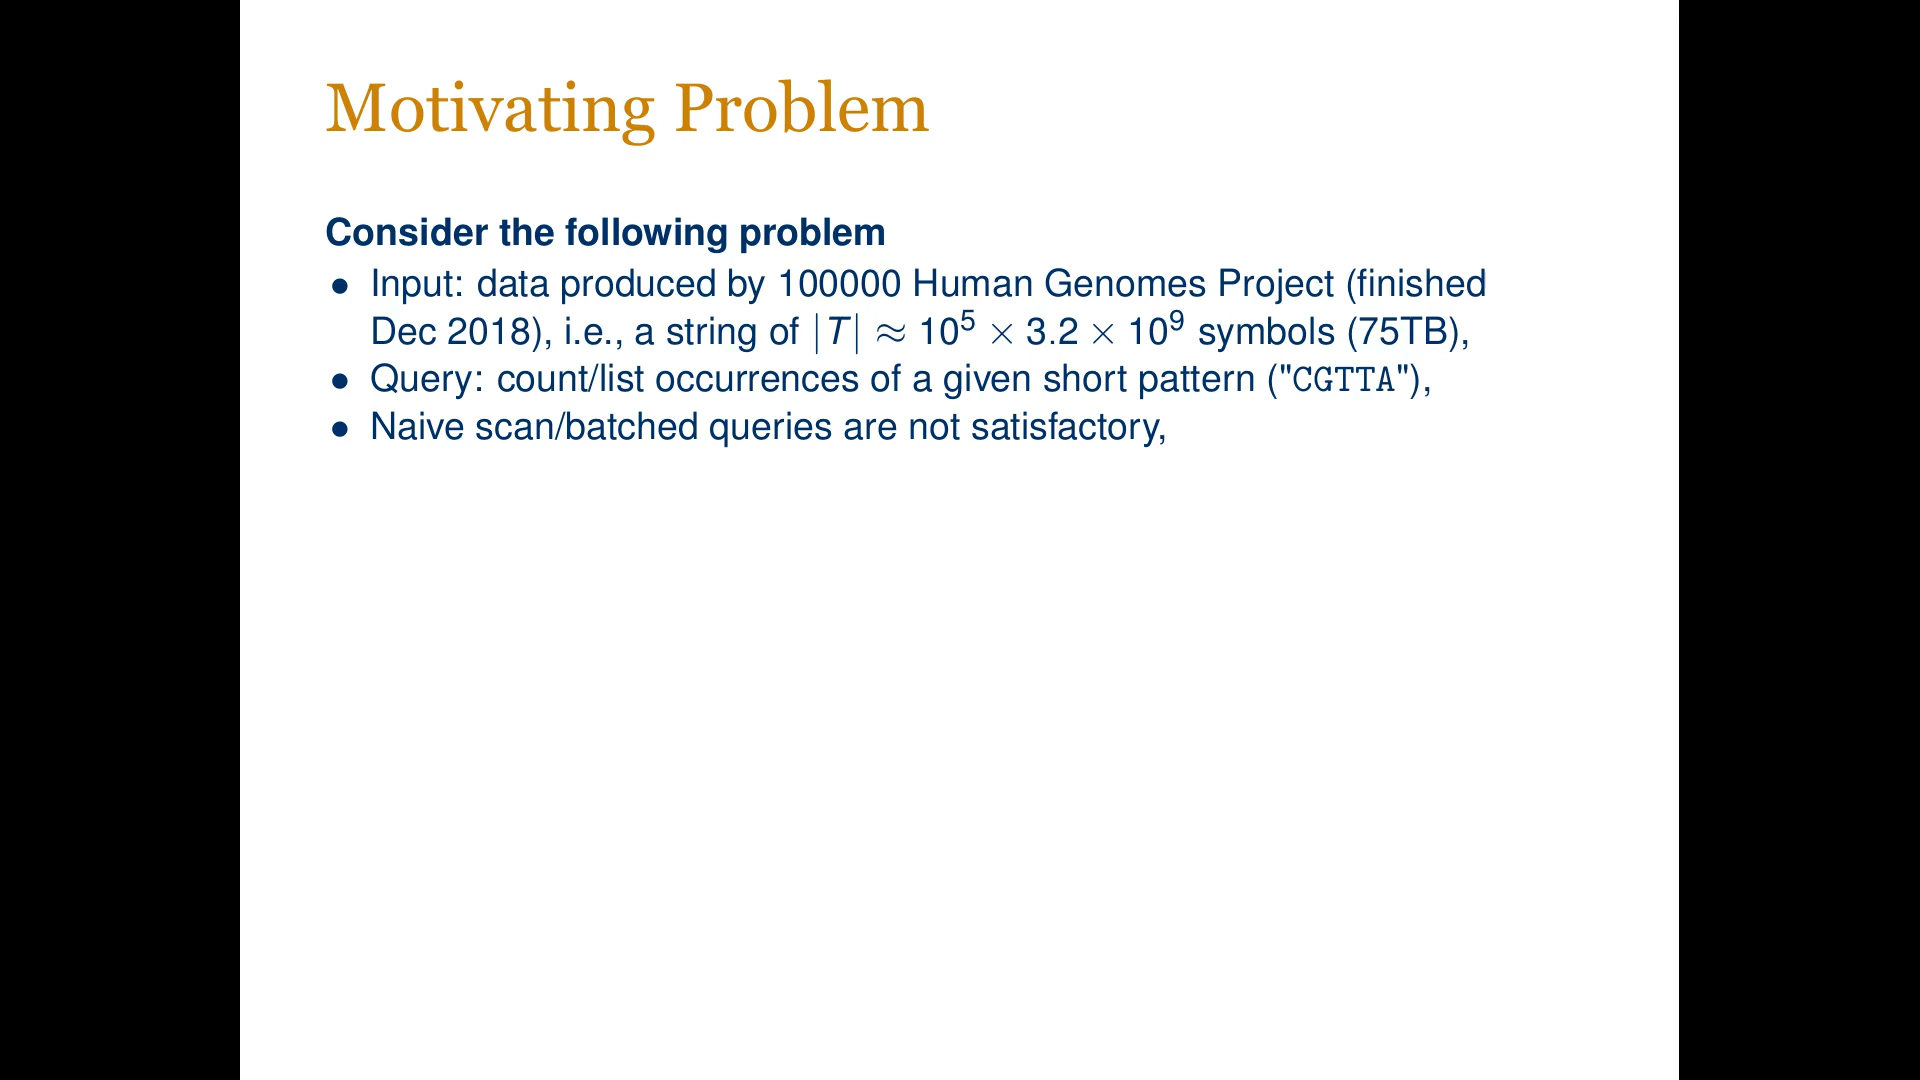 Motivating Problem
Consider the following problem
• Input: data produced by 100000 Human Genomes Project (finished
Dec 2018), i.e., a string of |T| ≈ 10⁵ × 3.2 × 10⁹ symbols (75TB),
• Query: count/list occurrences of a given short pattern ("CGTTA"),
• Naive scan/batched queries are not satisfactory,